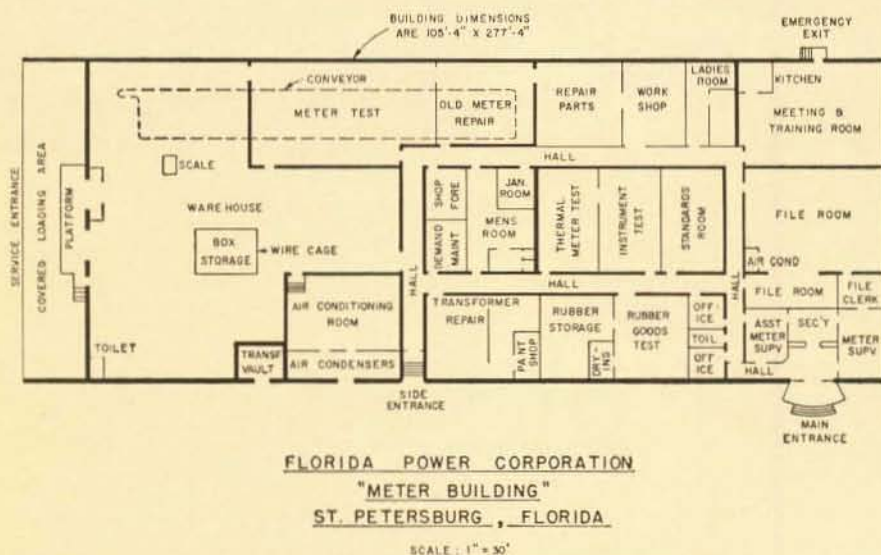 BUILDING DIMENSIONS
ARE 105'-4" X 277'-4"
EMERGENCY
EXIT
SERVICE ENTRANCE
COVERED LOADING AREA
PLATFORM
CONVEYOR
METER TEST
OLD METER
REPAIR
REPAIR
PARTS
WORK
SHOP
LADIES
ROOM
KITCHEN
MEETING &
TRAINING ROOM
SCALE
HALL
WAREHOUSE
BOX
STORAGE
WIRE CAGE
HALL
SHOP
FORE
DEMAND
MAINT
JAN.
ROOM
MENS
ROOM
THERMAL
METER TEST
INSTRUMENT
TEST
STANDARDS
ROOM
FILE ROOM
AIR COND
HALL
HALL
FILE ROOM
FILE
CLERK
AIR CONDITIONING
ROOM
TRANSFORMER
REPAIR
PAINT
SHOP
RUBBER
STORAGE
DRY-
ING
RUBBER
GOODS
TEST
OFF
ICE
TOIL
OFF
ICE
ASST
METER
SUPV
SEC'Y
METER
SUPV.
HALL
TOILET
TRANSF
VAULT
AIR CONDENSERS
SIDE
ENTRANCE
MAIN
ENTRANCE
FLORIDA POWER CORPORATION
"METER BUILDING"
ST. PETERSBURG, FLORIDA
SCALE: 1" = 30'